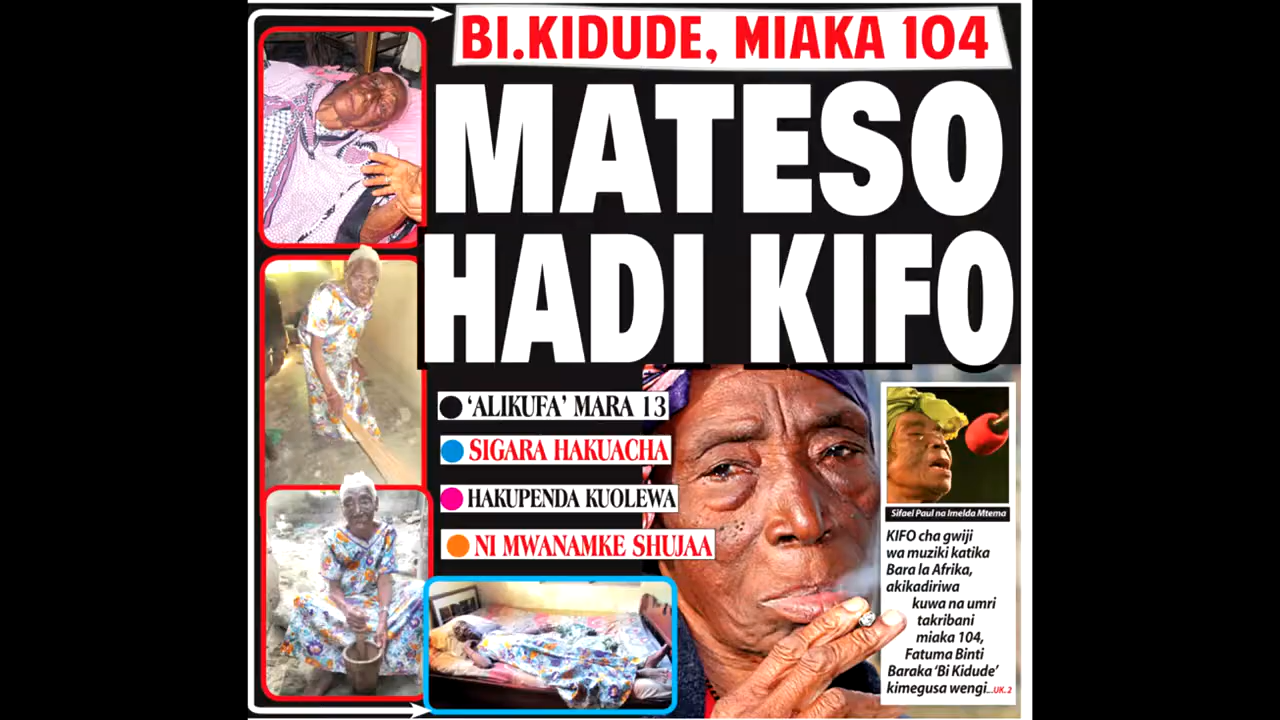 BI.KIDUDE, MIAKA 104
MATESO
HADI KIFO
‘ALIKUFA’ MARA 13
SIGARA HAKUACHA
HAKUPENDA KUOLEWA
NI MWANAMKE SHUJAA
Sifael Paul na Imelda Mtema
KIFO cha gwiji
wa muziki katika
Bara la Afrika,
akikadiriwa
kuwa na umri
takribani
miaka 104,
Fatuma Binti
Baraka ‘Bi Kidude’
kimegusa wengi...UK. 2